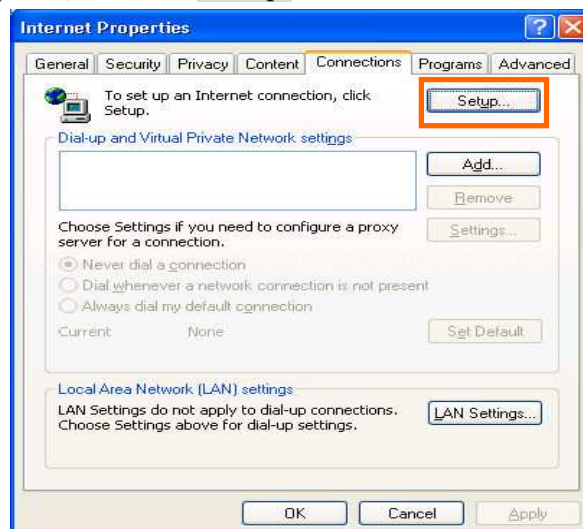 Internet Properties
General Security Privacy Content Connections Programs Advanced
To set up an Internet connection, click
Setup.
Setup...
Dial-up and Virtual Private Network settings
Add...
Remove
Choose Settings if you need to configure a proxy
server for a connection.
Settings...
Never dial a connection
Dial whenever a network connection is not present
Always dial my default connection
Current None
Set Default
Local Area Network (LAN) settings
LAN Settings do not apply to dial-up connections.
Choose Settings above for dial-up settings.
LAN Settings...
OK Cancel Apply